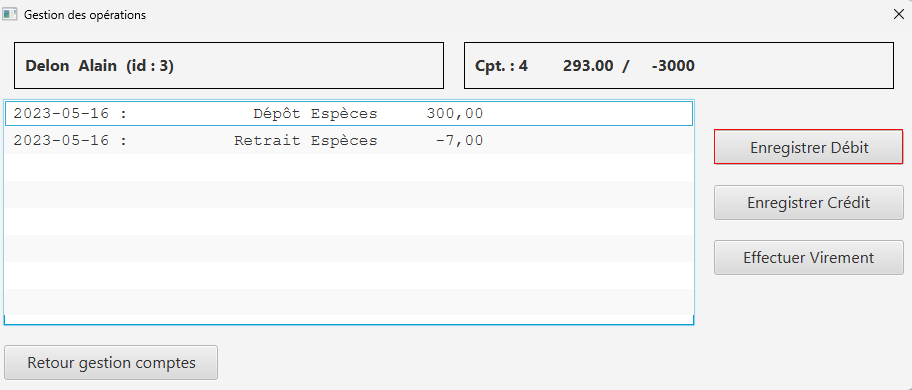 Gestion des opérations
Delon Alain (id : 3)
Cpt. : 4 293.00 / -3000
2023-05-16 : Dépôt Espèces 300,00
2023-05-16 : Retrait Espèces -7,00
Enregistrer Débit
Enregistrer Crédit
Effectuer Virement
Retour gestion comptes